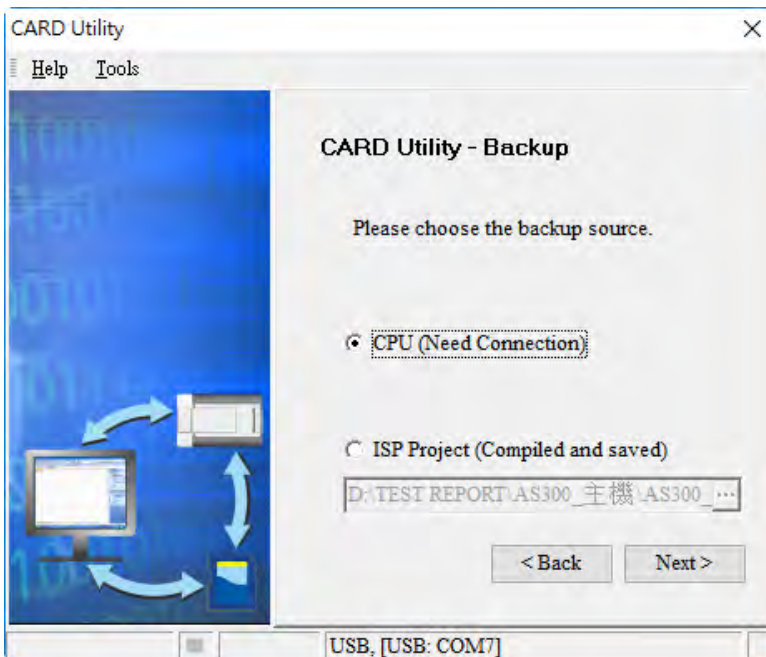 CARD Utility
Help Tools
CARD Utility - Backup
Please choose the backup source.
CPU (Need Connection)
ISP Project (Compiled and saved)
D:\TEST REPORT\AS300_主機\AS300_ ...
< Back Next >
USB, [USB: COM7]